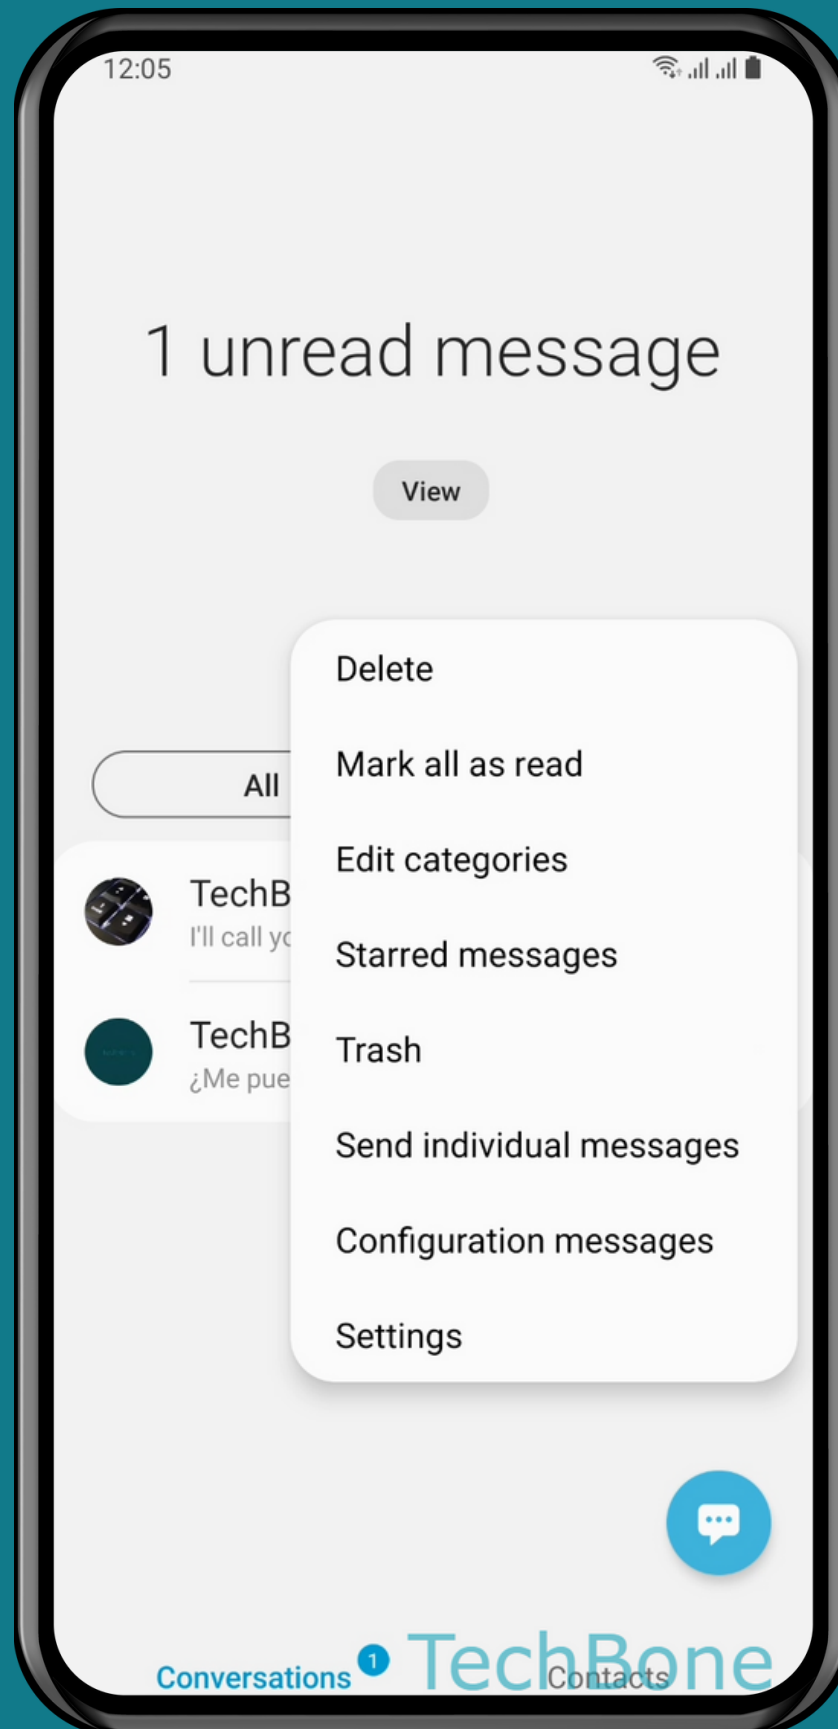 12:05
1 unread message
View
Delete
Mark all as read
Edit categories
Starred messages
Trash
Send individual messages
Configuration messages
Settings
All
TechB
I'll call yo
TechB
¿Me pue
Conversations 1
Contacts
TechBone